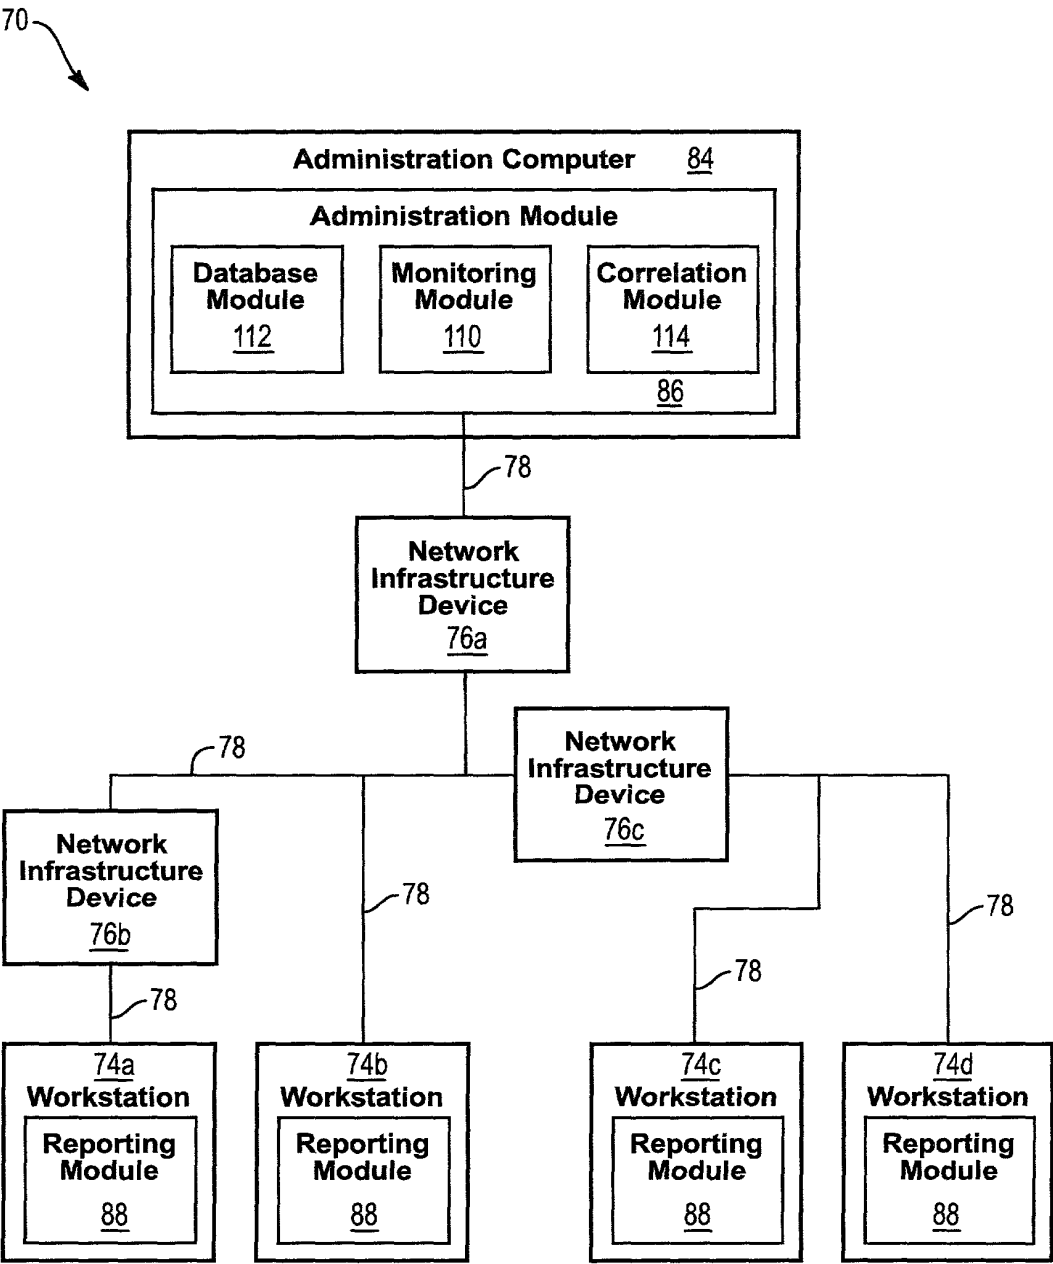 70
Administration Computer 84
Administration Module
Database
Module
112
Monitoring
Module
110
Correlation
Module
114
86
78
Network
Infrastructure
Device
76a
Network
Infrastructure
Device
76c
78
Network
Infrastructure
Device
76b
78
78
78
78
74a
Workstation
Reporting
Module
88
74b
Workstation
Reporting
Module
88
74c
Workstation
Reporting
Module
88
74d
Workstation
Reporting
Module
88